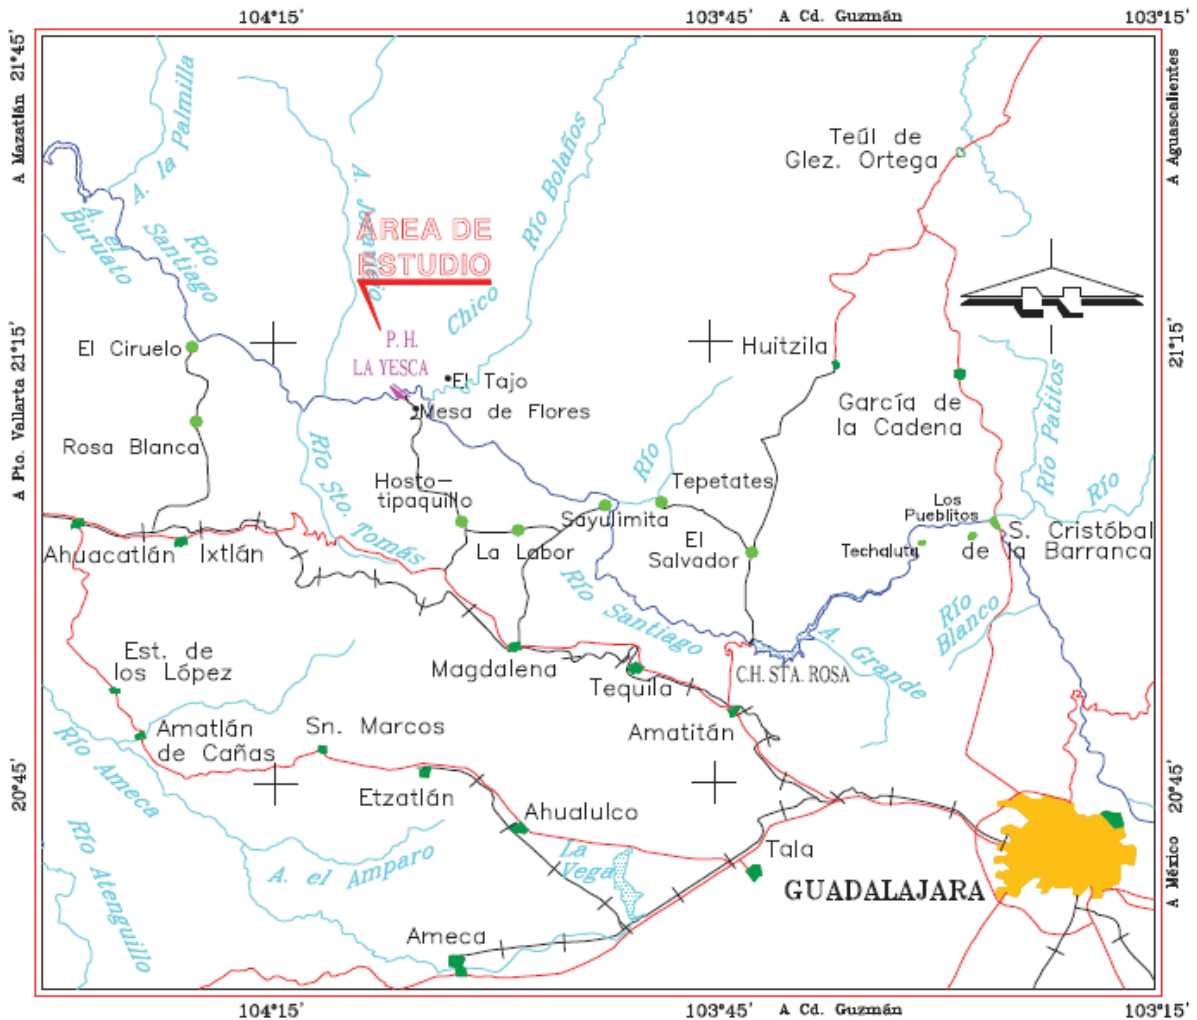 104°15'
103°45'
A Cd. Guzmán
103°15'
A Mazatlán 21°45'
A Aguascalientes
A. la Palmilla
Río Bolaños
Teúl de
Glez. Ortega
A. el
Buruato
Río
Santiago
ÁREA DE
ESTUDIO
Chico
P. H.
LA YESCA
El Ciruelo
Huitzila
A Pto. Vallarta 21°15'
21°15'
El Tajo
Mesa de Flores
García de
la Cadena
Río Patitos
Rosa Blanca
Río Sto. Tomás
Río
Hosto-
tipaquillo
Tepetates
Río
Los
Pueblitos
Sayulimita
S. Cristóbal
de la Barranca
Ahuacatlán
Ixtlán
La Labor
El
Salvador
Techaluta
Río Santiago
Río
Blanco
A. Grande
Est. de
los López
Magdalena
Tequila
C.H. STA. ROSA
Amatlán
de Cañas
Sn. Marcos
Amatitán
Río Ameca
20°45'
20°45'
Etzatlán
Ahualulco
Río Atenguillo
A. el Amparo
La
Vega
Tala
GUADALAJARA
A México
Ameca
104°15'
103°45'
A Cd. Guzmán
103°15'